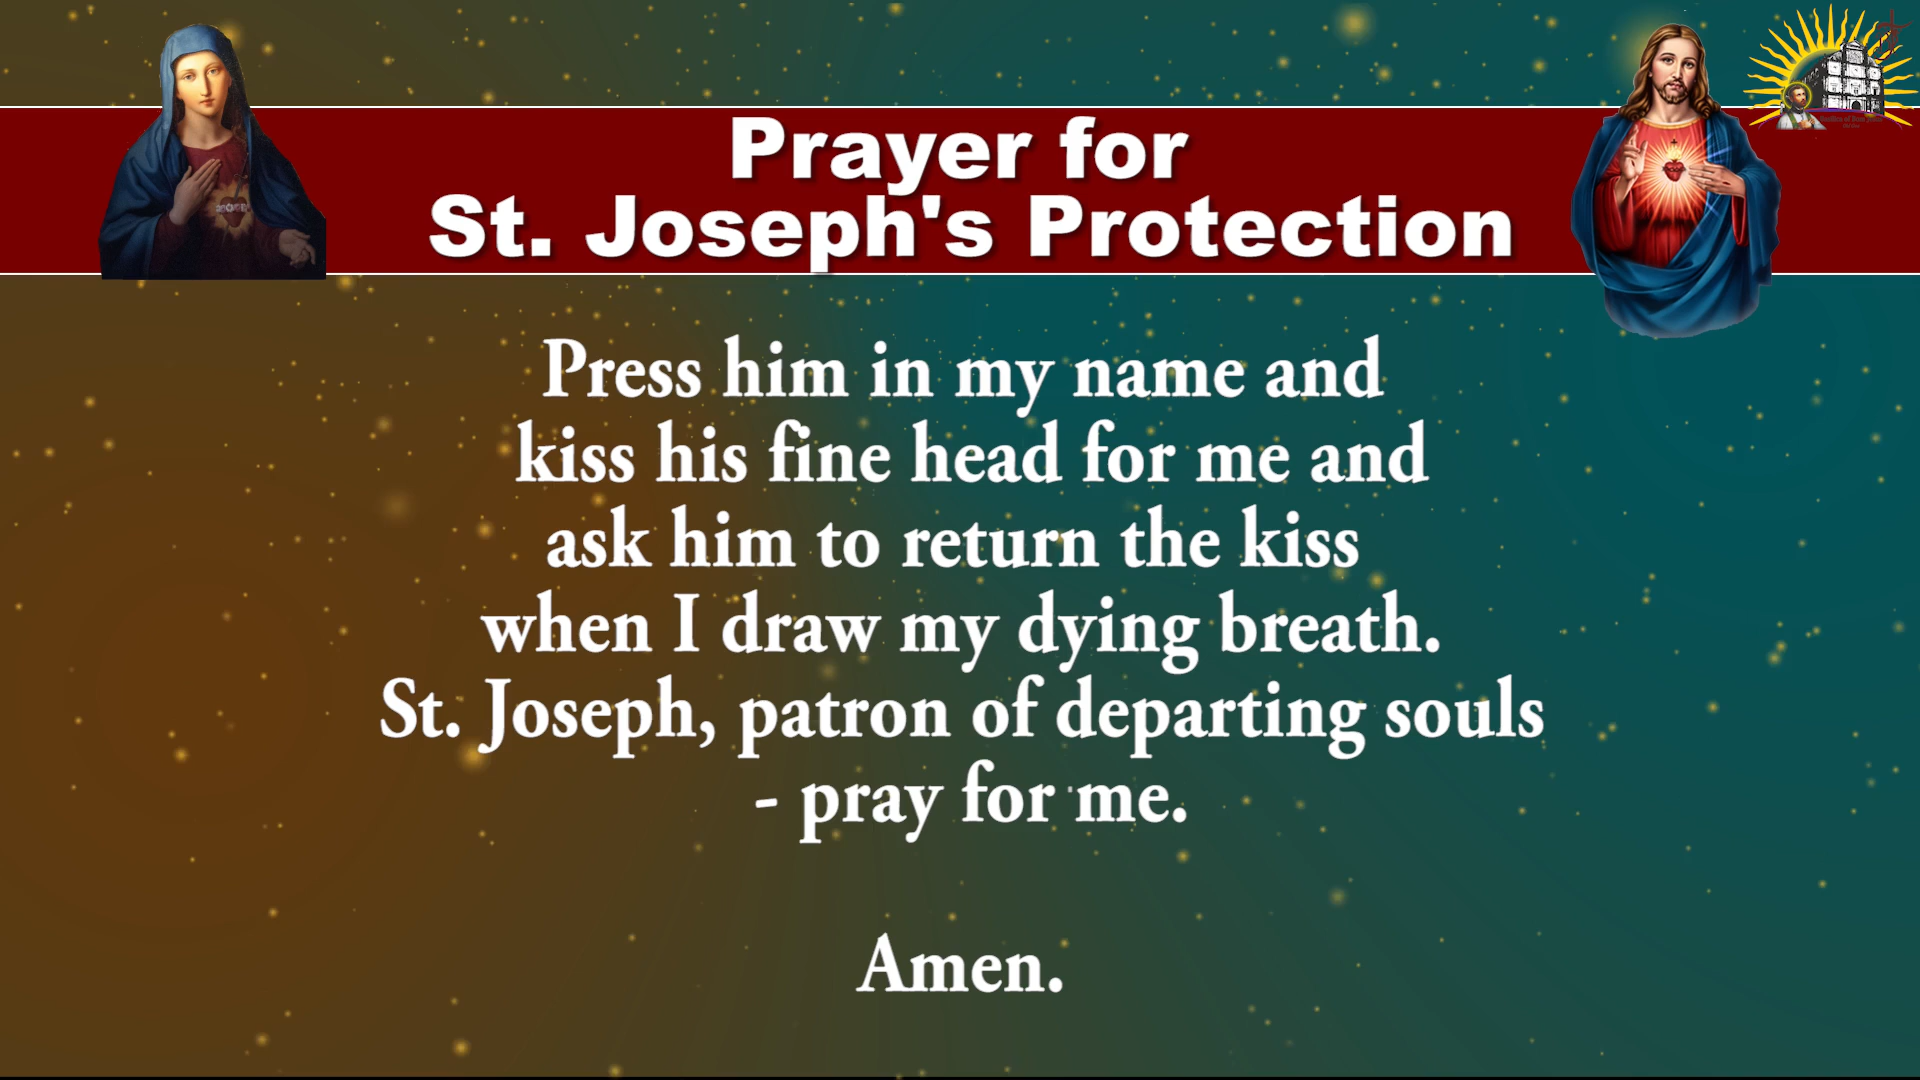 Prayer for
St. Joseph's Protection
Press him in my name and
kiss his fine head for me and
ask him to return the kiss
when I draw my dying breath.
St. Joseph, patron of departing souls
- pray for me.
Amen.